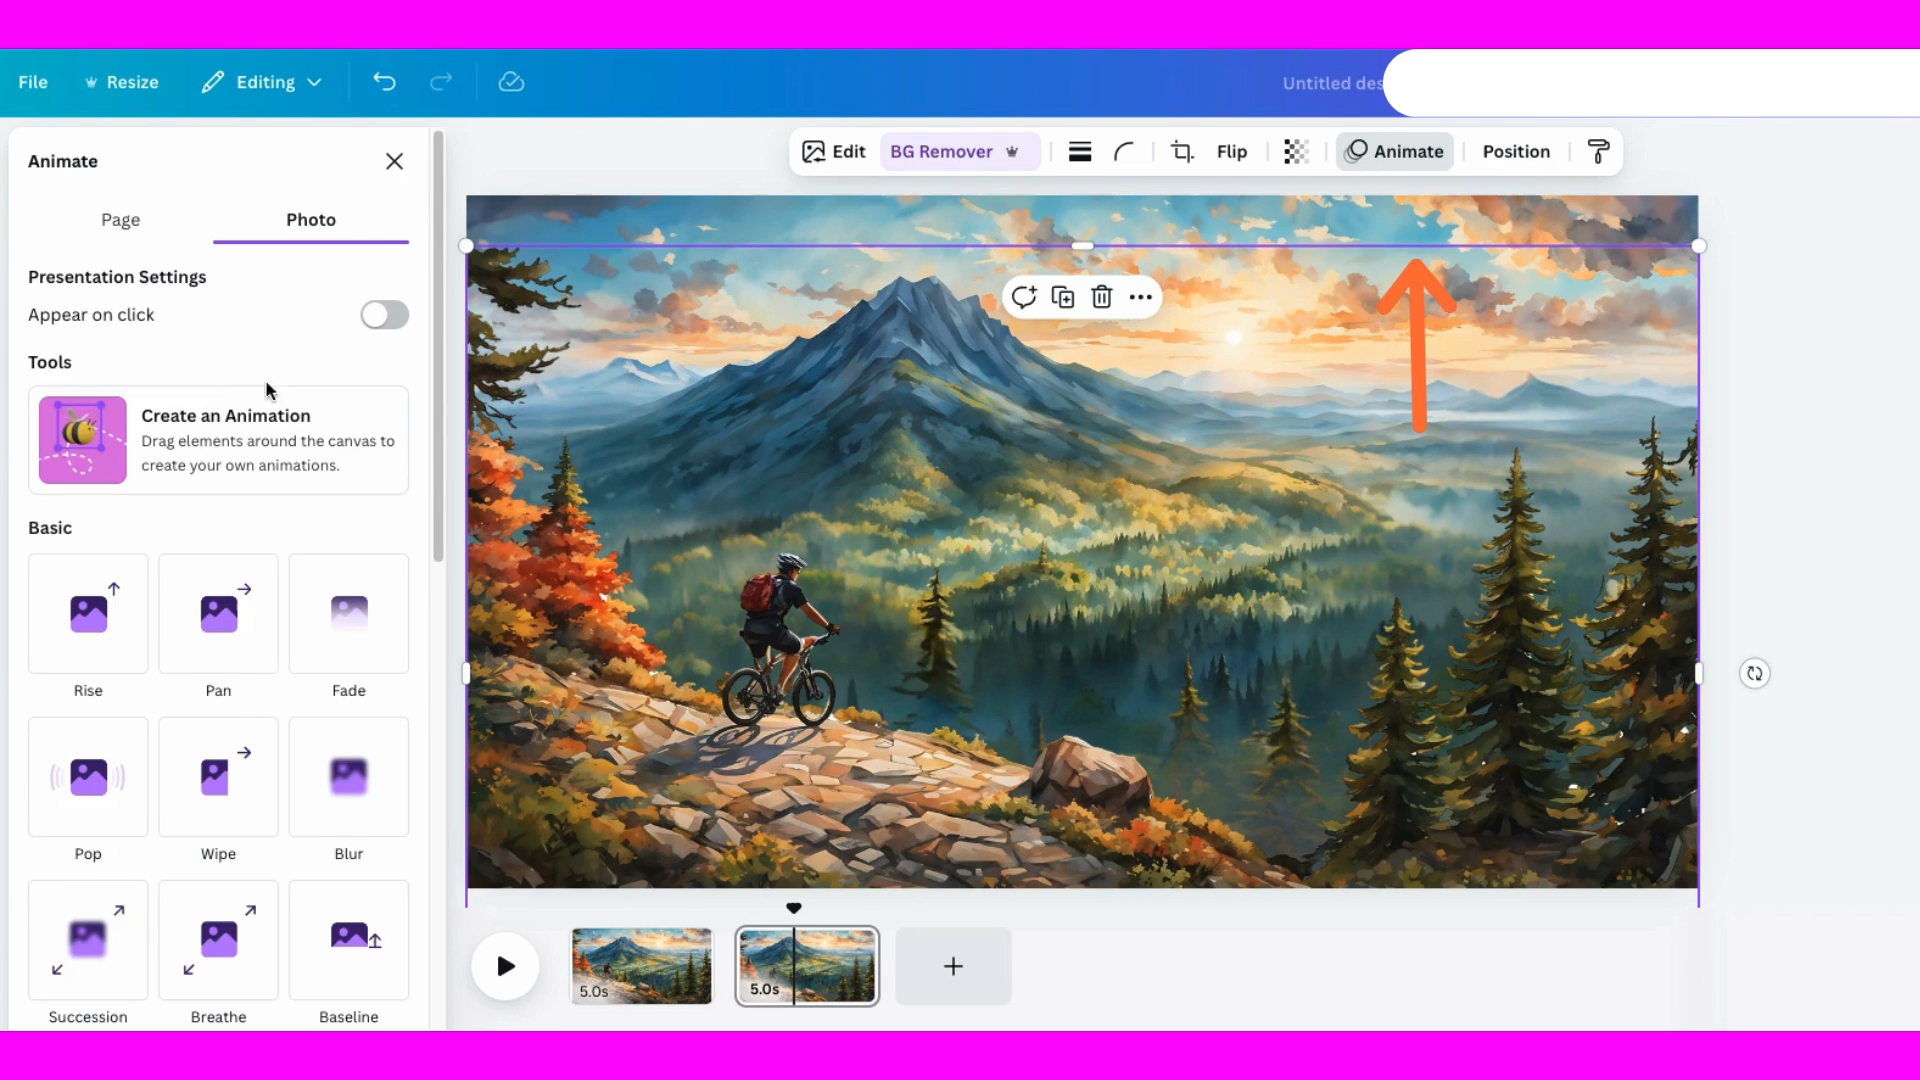 File Resize Editing Untitled des
Edit BG Remover Flip Animate Position
Animate
Page Photo
Presentation Settings
Appear on click
Tools
Create an Animation
Drag elements around the canvas to
create your own animations.
Basic
Rise Pan Fade
Pop Wipe Blur
Succession Breathe Baseline
5.0s 5.0s